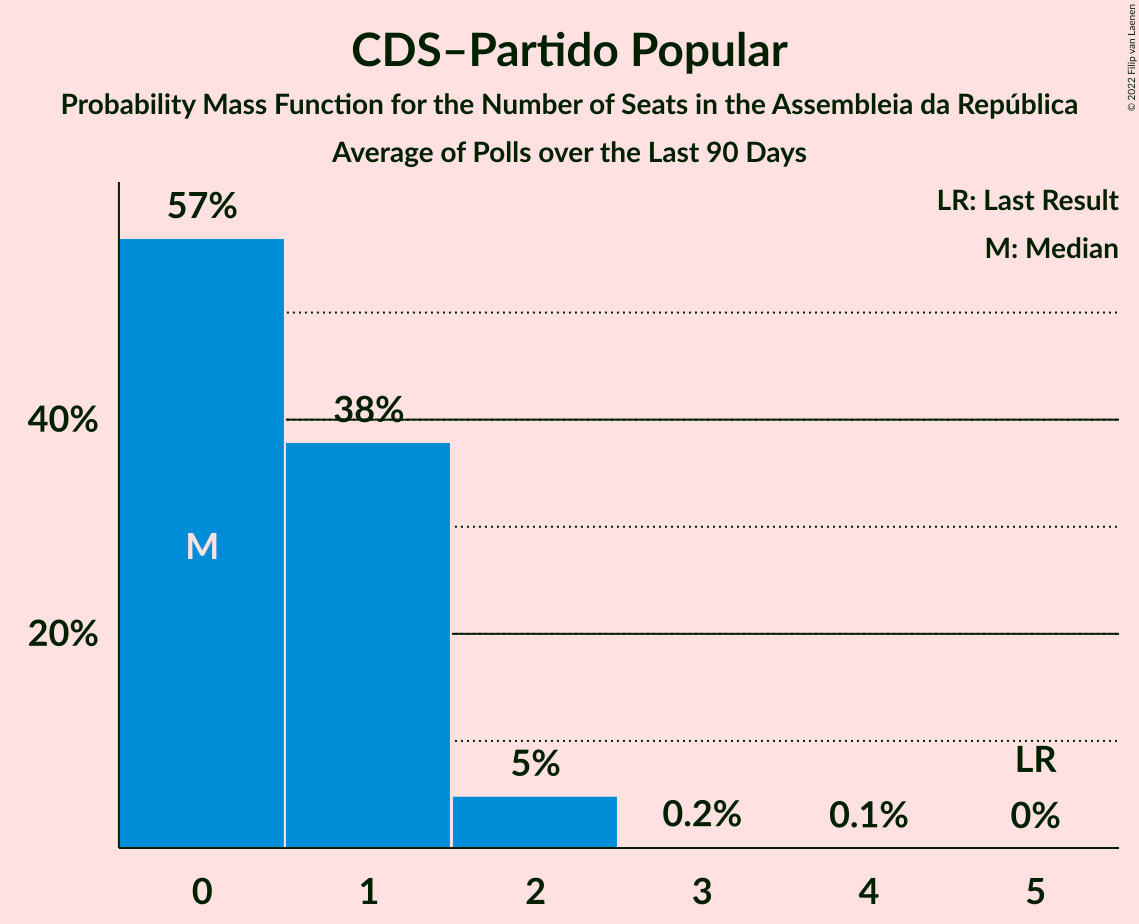 CDS–Partido Popular
Probability Mass Function for the Number of Seats in the Assembleia da República
Average of Polls over the Last 90 Days
© 2022 Filip van Laenen
LR: Last Result
M: Median
57%
38%
5%
0.2%
0.1%
0%
LR
M
40%
20%
0 1 2 3 4 5